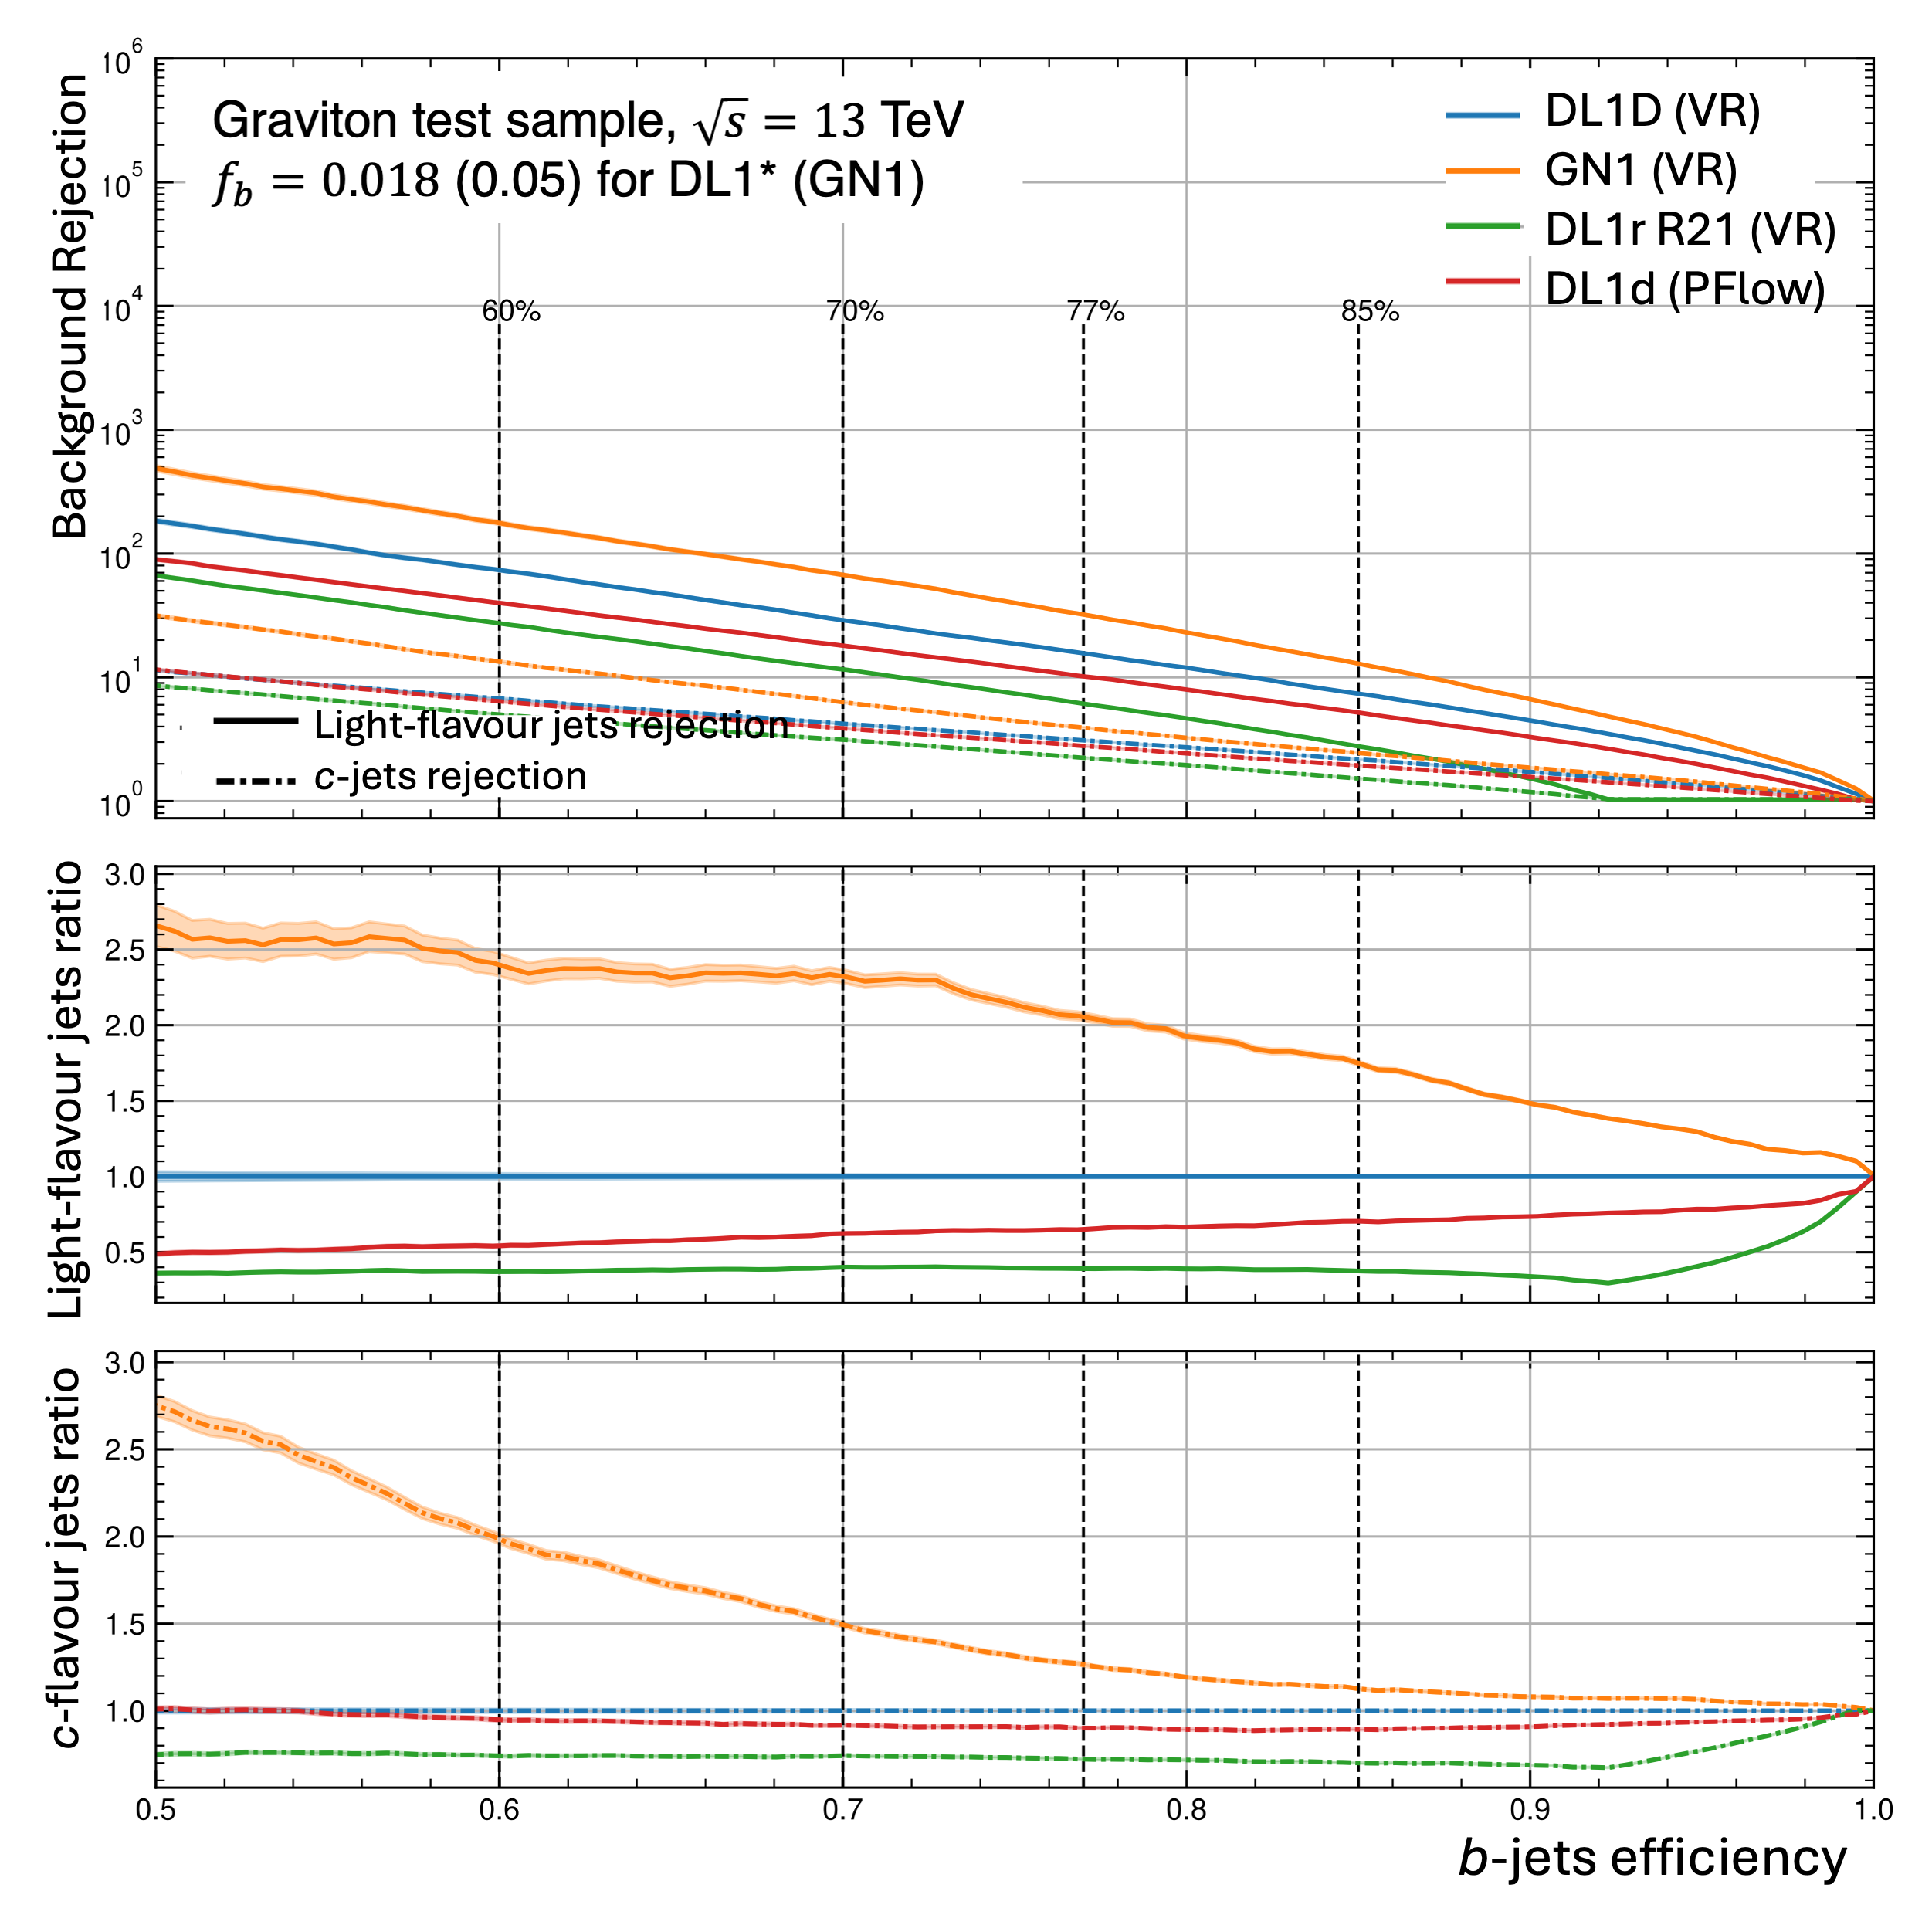 Background Rejection
10^6
10^5
10^4
10^3
10^2
10^1
10^0
Graviton test sample, √s = 13 TeV
f_b = 0.018 (0.05) for DL1* (GN1)
DL1D (VR)
GN1 (VR)
DL1r R21 (VR)
DL1d (PFlow)
60%
70%
77%
85%
Light-flavour jets rejection
c-jets rejection
Light-flavour jets ratio
3.0
2.5
2.0
1.5
1.0
0.5
c-flavour jets ratio
3.0
2.5
2.0
1.5
1.0
0.5
0.6
0.7
0.8
0.9
1.0
b-jets efficiency